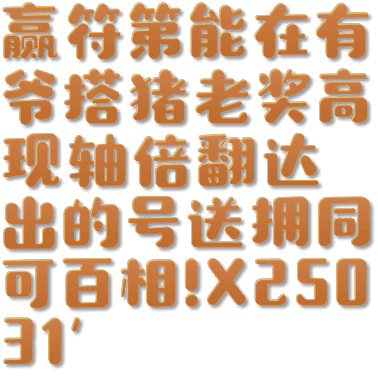 赢符第能在有
爷搭猪老奖高
现轴倍翻达
出的号送拥同
可百相!X250
31'